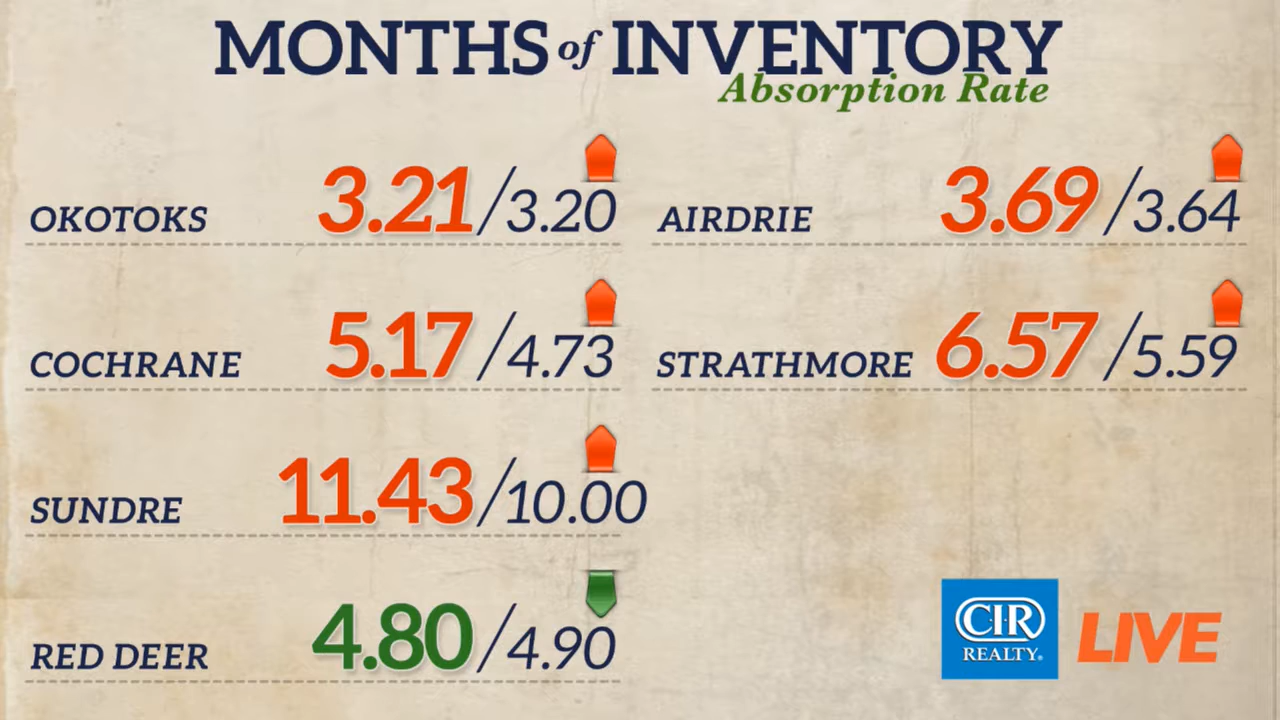 MONTHS of INVENTORY
Absorption Rate
OKOTOKS 3.21/3.20
AIRDRIE 3.69/3.64
COCHRANE 5.17/4.73
STRATHMORE 6.57/5.59
SUNDRE 11.43/10.00
RED DEER 4.80/4.90
CIR
REALTY.
LIVE